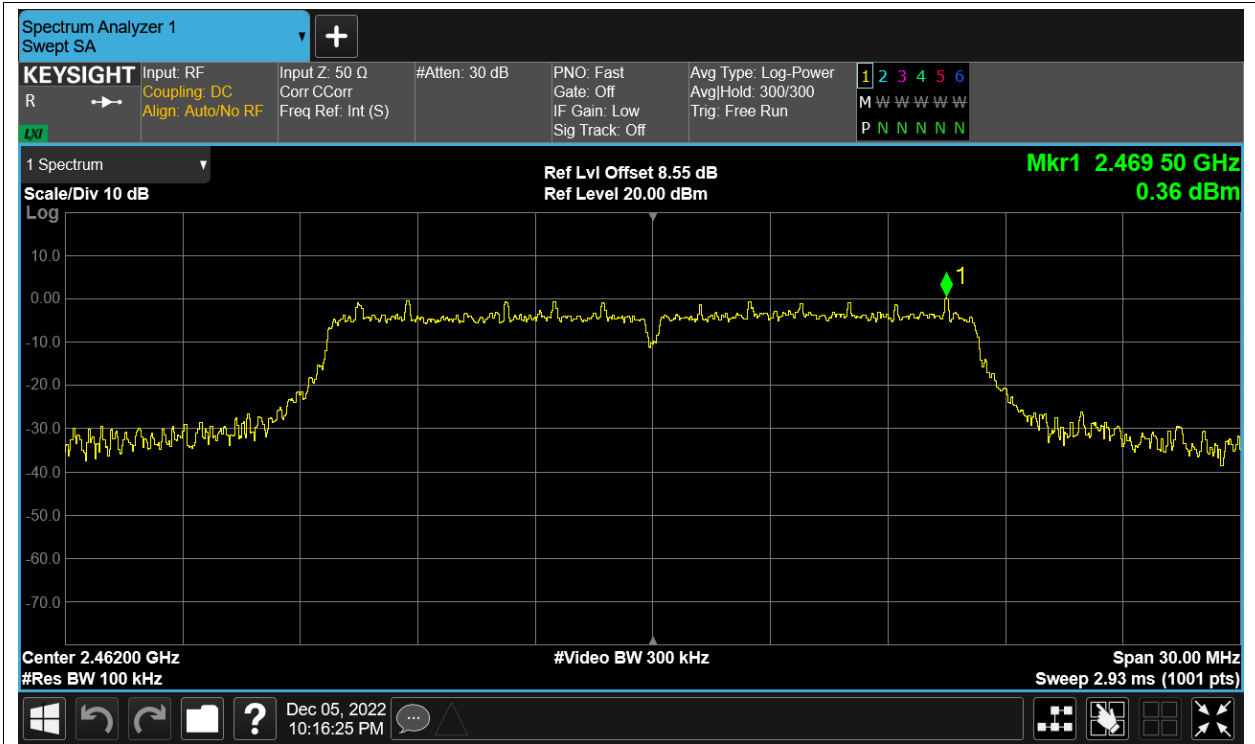 Spectrum Analyzer 1
Swept SA
KEYSIGHT
R
LXI
Input: RF
Coupling: DC
Align: Auto/No RF
Input Z: 50 Ω
Corr CCorr
Freq Ref: Int (S)
#Atten: 30 dB
PNO: Fast
Gate: Off
IF Gain: Low
Sig Track: Off
Avg Type: Log-Power
Avg|Hold: 300/300
Trig: Free Run
1 2 3 4 5 6
M W W W W W
P N N N N N
1 Spectrum
Scale/Div 10 dB
Log
Ref Lvl Offset 8.55 dB
Ref Level 20.00 dBm
Mkr1 2.469 50 GHz
0.36 dBm
10.0
0.00
-10.0
-20.0
-30.0
-40.0
-50.0
-60.0
-70.0
1
Center 2.46200 GHz
#Res BW 100 kHz
#Video BW 300 kHz
Span 30.00 MHz
Sweep 2.93 ms (1001 pts)
?
Dec 05, 2022
10:16:25 PM